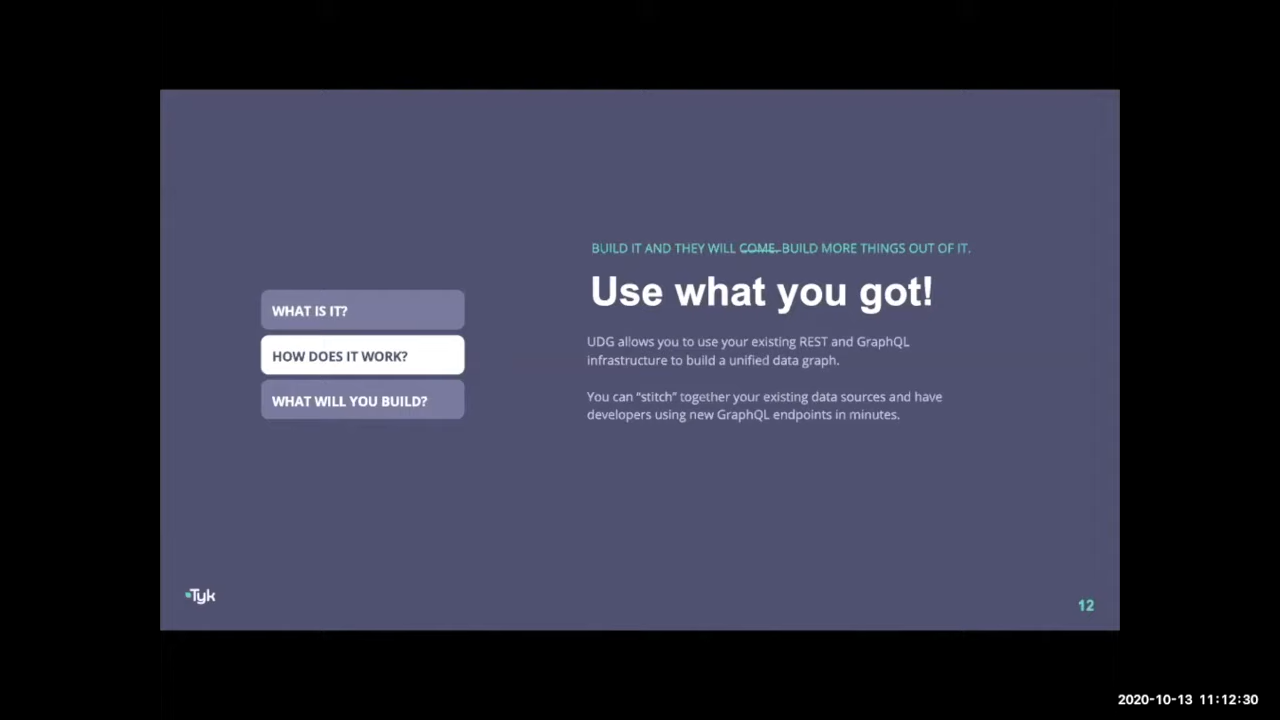 WHAT IS IT?
HOW DOES IT WORK?
WHAT WILL YOU BUILD?
BUILD IT AND THEY WILL COME. BUILD MORE THINGS OUT OF IT.
Use what you got!
UDG allows you to use your existing REST and GraphQL
infrastructure to build a unified data graph.
You can “stitch” together your existing data sources and have
developers using new GraphQL endpoints in minutes.
Tyk
12
2020-10-13 11:12:30